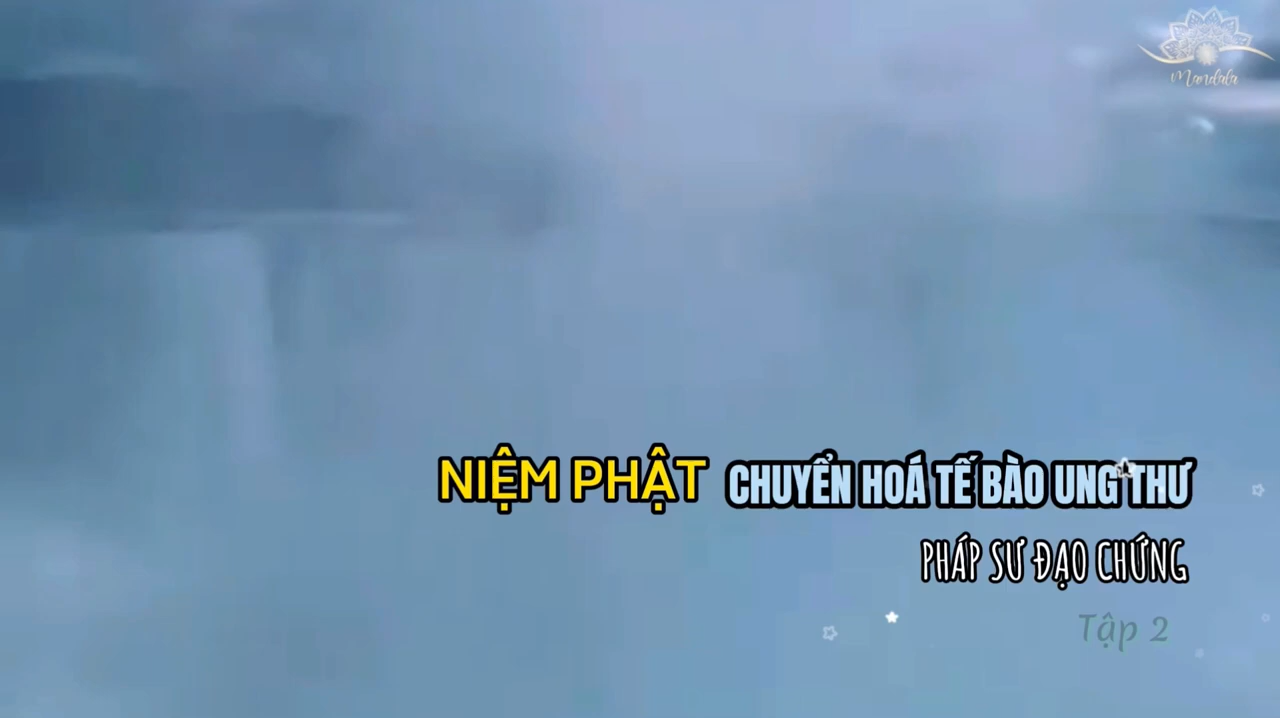 Mandala
NIỆM PHẬT CHUYỂN HOÁ TẾ BÀO UNG THƯ
PHÁP SƯ ĐẠO CHỨNG
Tập 2